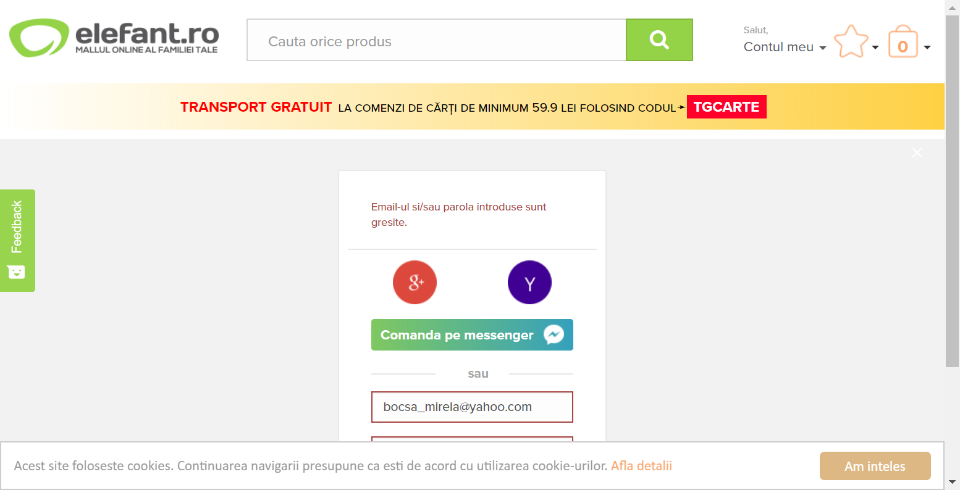 elefant.ro
MALLUL ONLINE AL FAMILIEI TALE
Cauta orice produs
Salut,
Contul meu
0
TRANSPORT GRATUIT LA COMENZI DE CĂRȚI DE MINIMUM 59.9 LEI FOLOSIND CODUL TGCARTE
Feedback
Email-ul si/sau parola introduse sunt
gresite.
g+
Y
Comanda pe messenger
sau
bocsa_mirela@yahoo.com
Acest site foloseste cookies. Continuarea navigarii presupune ca esti de acord cu utilizarea cookie-urilor. Afla detalii
Am inteles